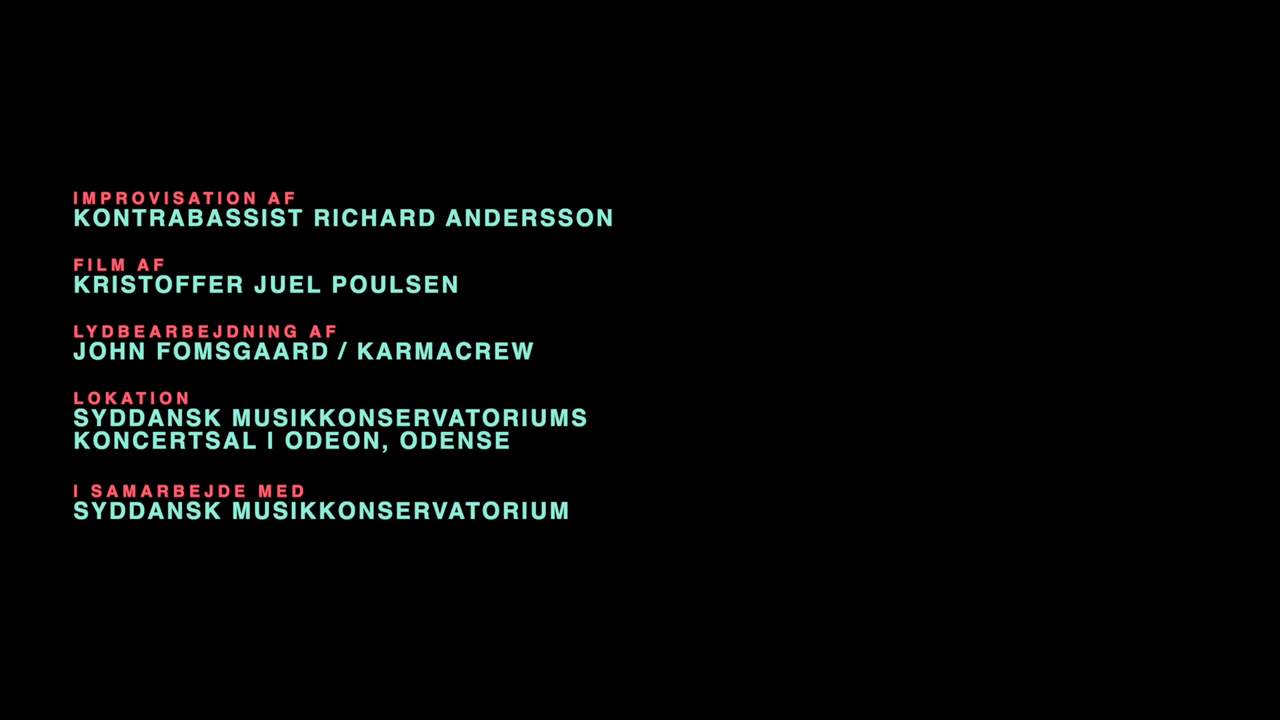 IMPROVISATION AF
KONTRABASSIST RICHARD ANDERSSON
FILM AF
KRISTOFFER JUEL POULSEN
LYDBEARBEJDNING AF
JOHN FOMSGAARD / KARMACREW
LOKATION
SYDDANSK MUSIKKONSERVATORIUMS
KONCERTSAL I ODEON, ODENSE
I SAMARBEJDE MED
SYDDANSK MUSIKKONSERVATORIUM